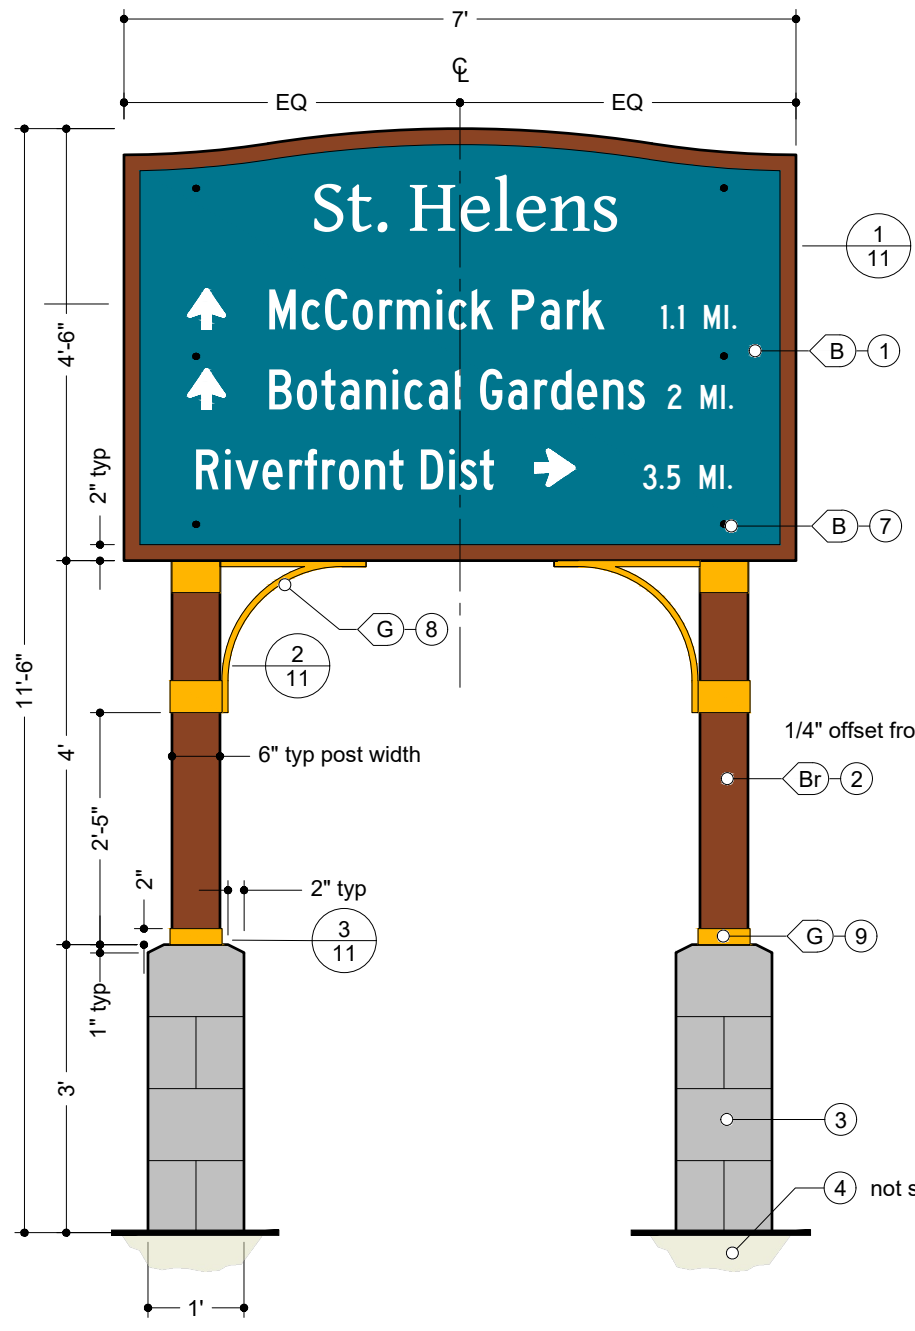 7'
℄
EQ EQ
St. Helens
1
11
McCormick Park 1.1 MI.
B 1
4'-6"
Botanical Gardens 2 MI.
Riverfront Dist 3.5 MI.
2" typ
B 7
G 8
2
11
11'-6"
1/4" offset fro
4'
6" typ post width
Br 2
2'-5"
2"
2" typ
3
11
G 9
1" typ
3'
3
4 not s
1'